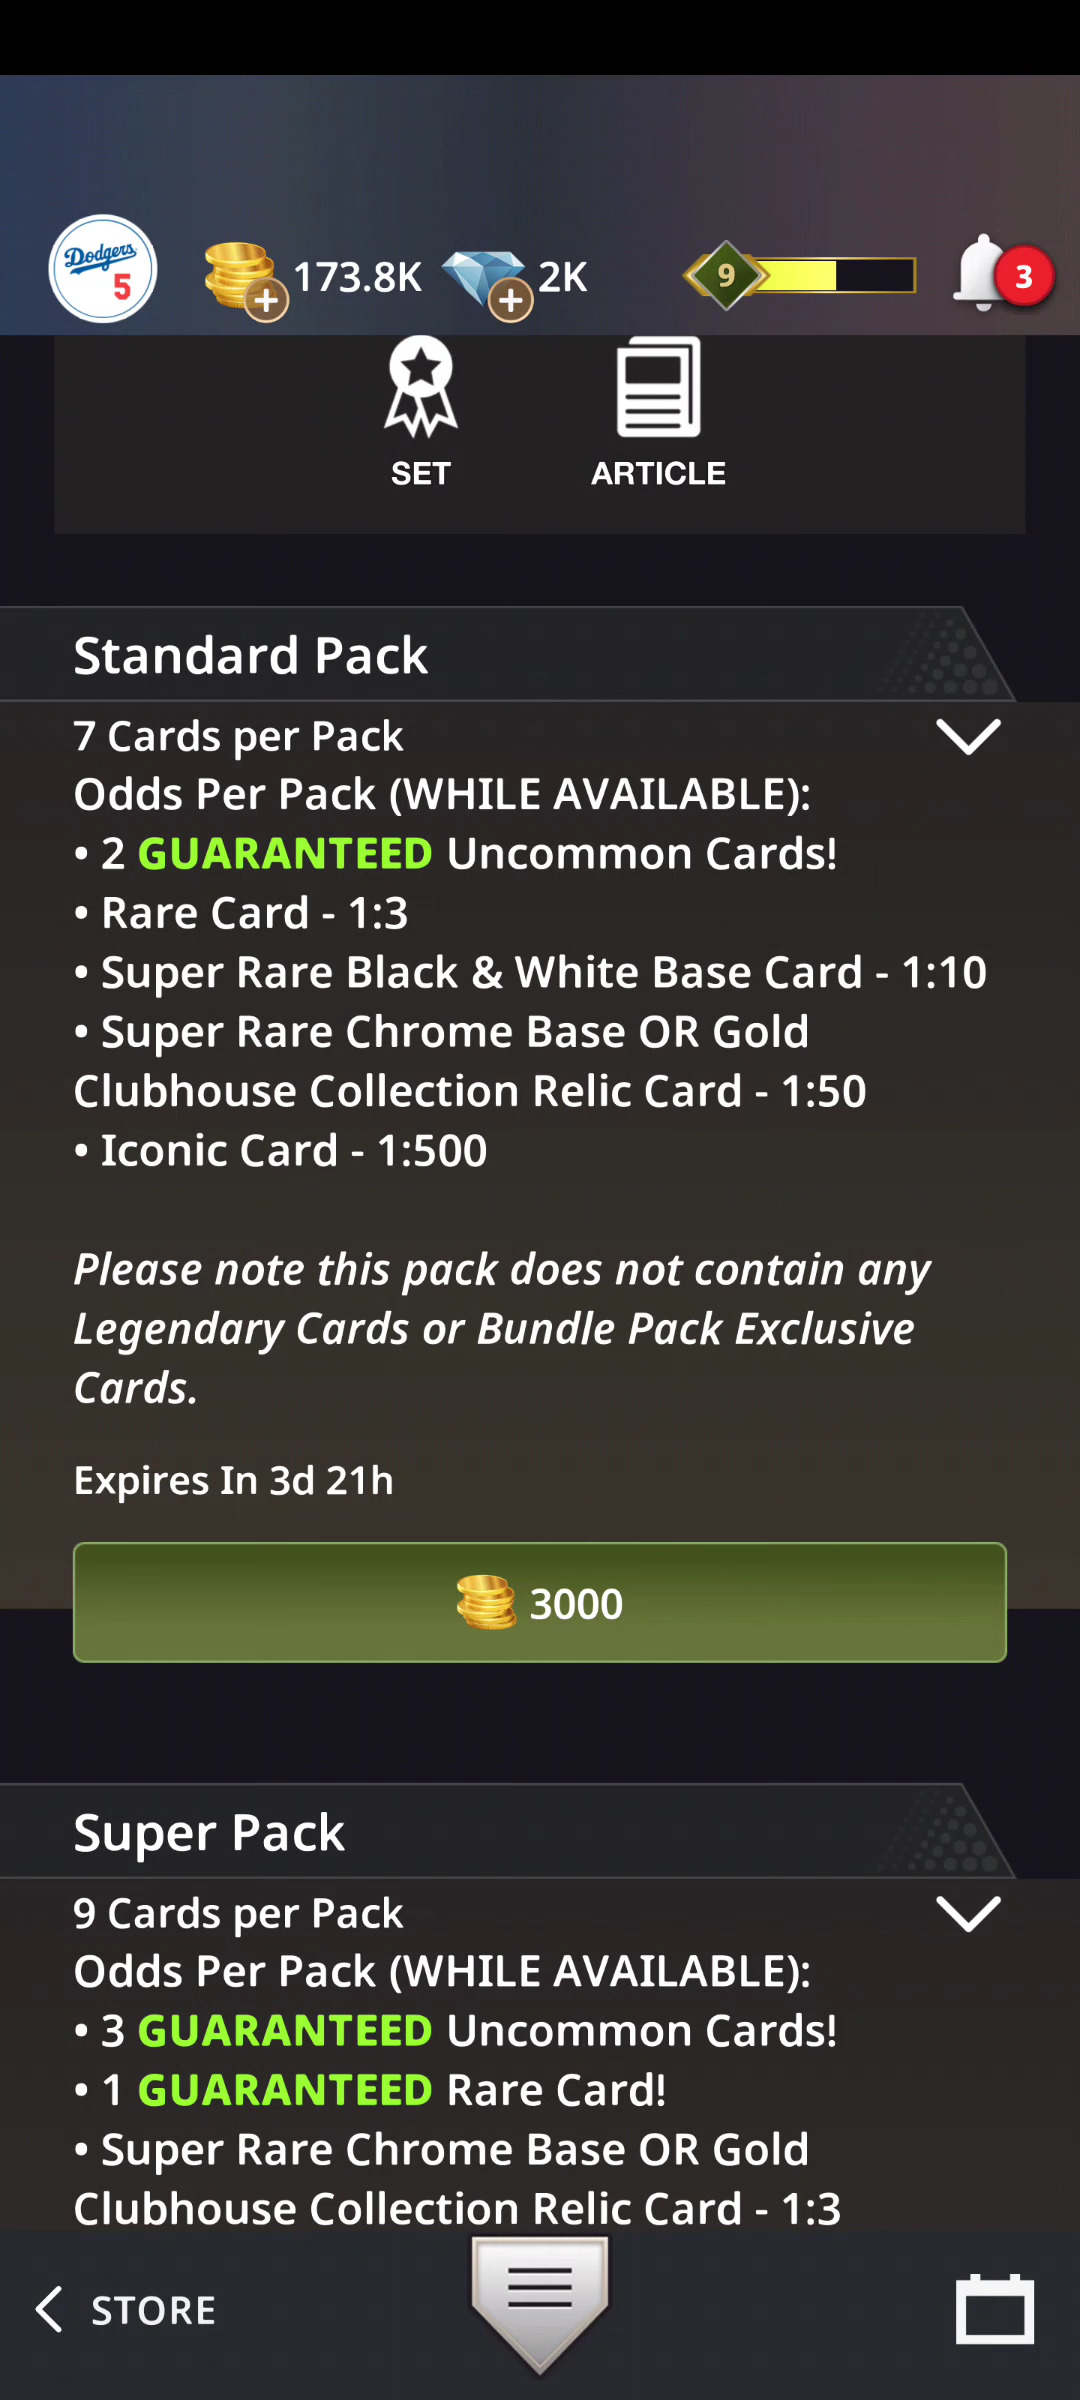 Dodgers
5
173.8K
2K
9
3
SET
ARTICLE
Standard Pack
7 Cards per Pack
Odds Per Pack (WHILE AVAILABLE):
• 2 GUARANTEED Uncommon Cards!
• Rare Card - 1:3
• Super Rare Black & White Base Card - 1:10
• Super Rare Chrome Base OR Gold
Clubhouse Collection Relic Card - 1:50
• Iconic Card - 1:500
Please note this pack does not contain any
Legendary Cards or Bundle Pack Exclusive
Cards.
Expires In 3d 21h
3000
Super Pack
9 Cards per Pack
Odds Per Pack (WHILE AVAILABLE):
• 3 GUARANTEED Uncommon Cards!
• 1 GUARANTEED Rare Card!
• Super Rare Chrome Base OR Gold
Clubhouse Collection Relic Card - 1:3
STORE